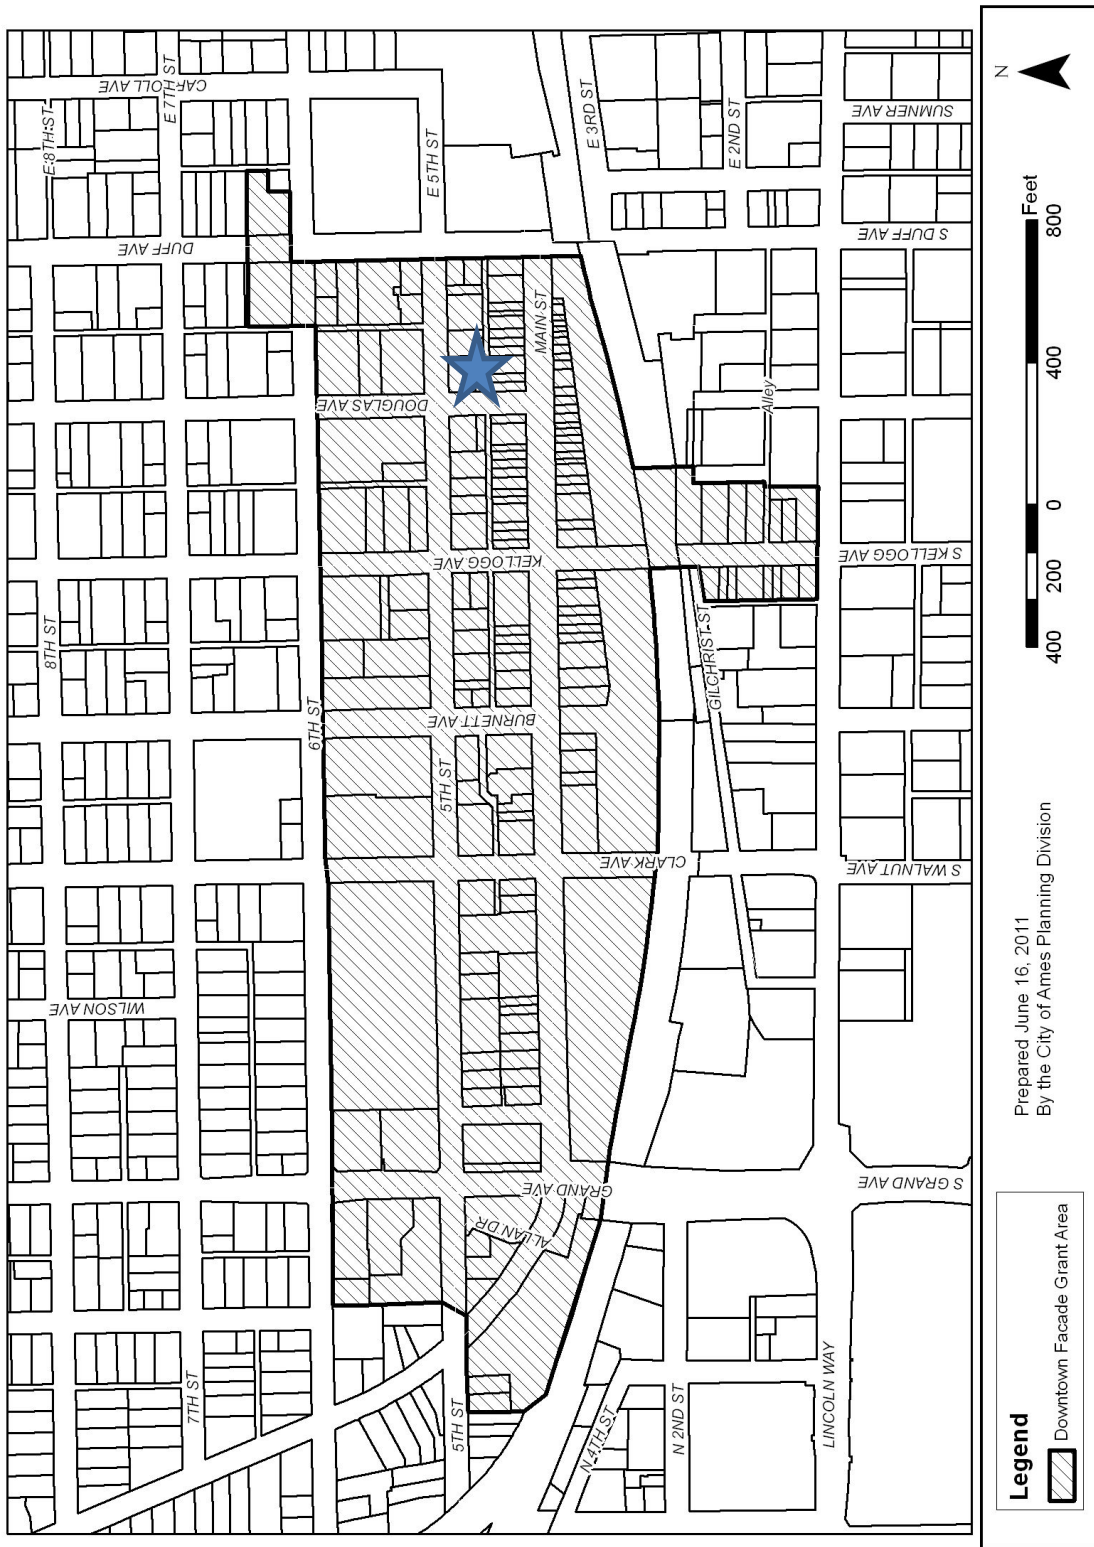 CARROLL AVE
E 7TH ST
E 8TH ST
DUFF AVE
E 5TH ST
E 3RD ST
E 2ND ST
SUMNER AVE
S DUFF AVE
MAIN ST
DOUGLAS AVE
Alley
KELLOGG AVE
S KELLOGG AVE
8TH ST
6TH ST
BURNETT AVE
GILCHRIST ST
5TH ST
CLARK AVE
S WALNUT AVE
WILSON AVE
GRAND AVE
S GRAND AVE
ALLAN DR
7TH ST
5TH ST
N 4TH ST
N 2ND ST
LINCOLN WAY
Legend
Downtown Facade Grant Area
Prepared June 16, 2011
By the City of Ames Planning Division
400 200 0 400 800
Feet
N